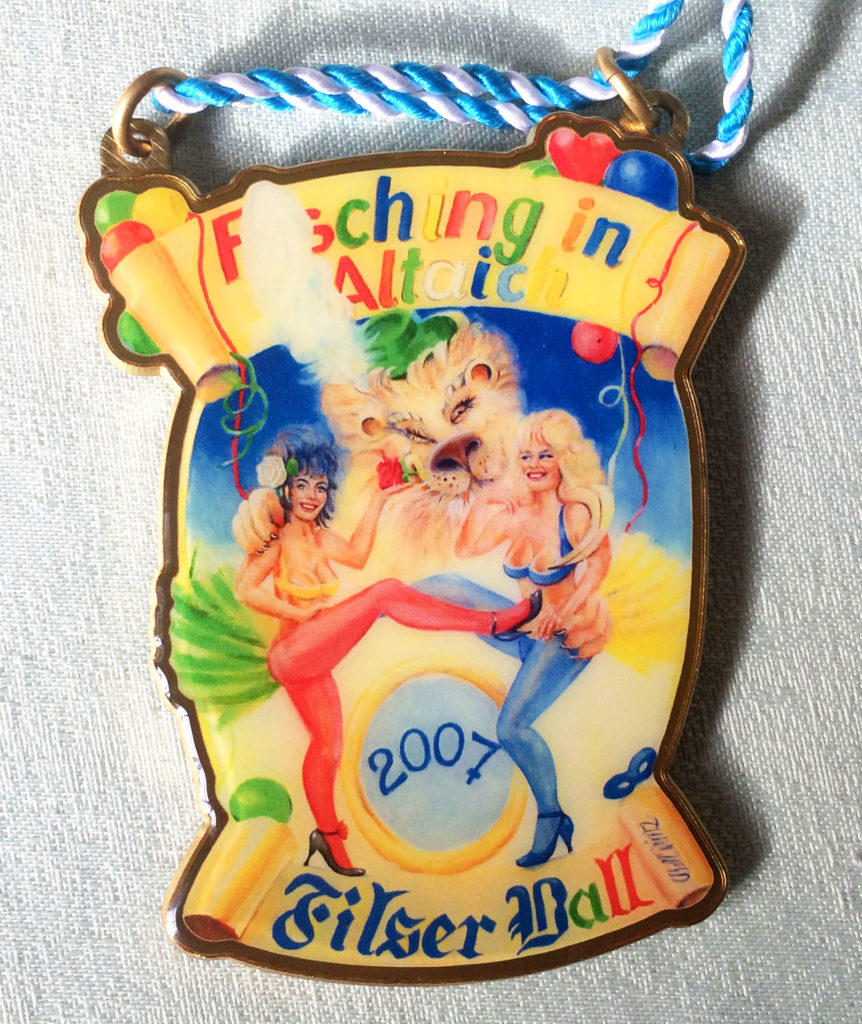 Fasching in
Altaich
2007
Filser Ball